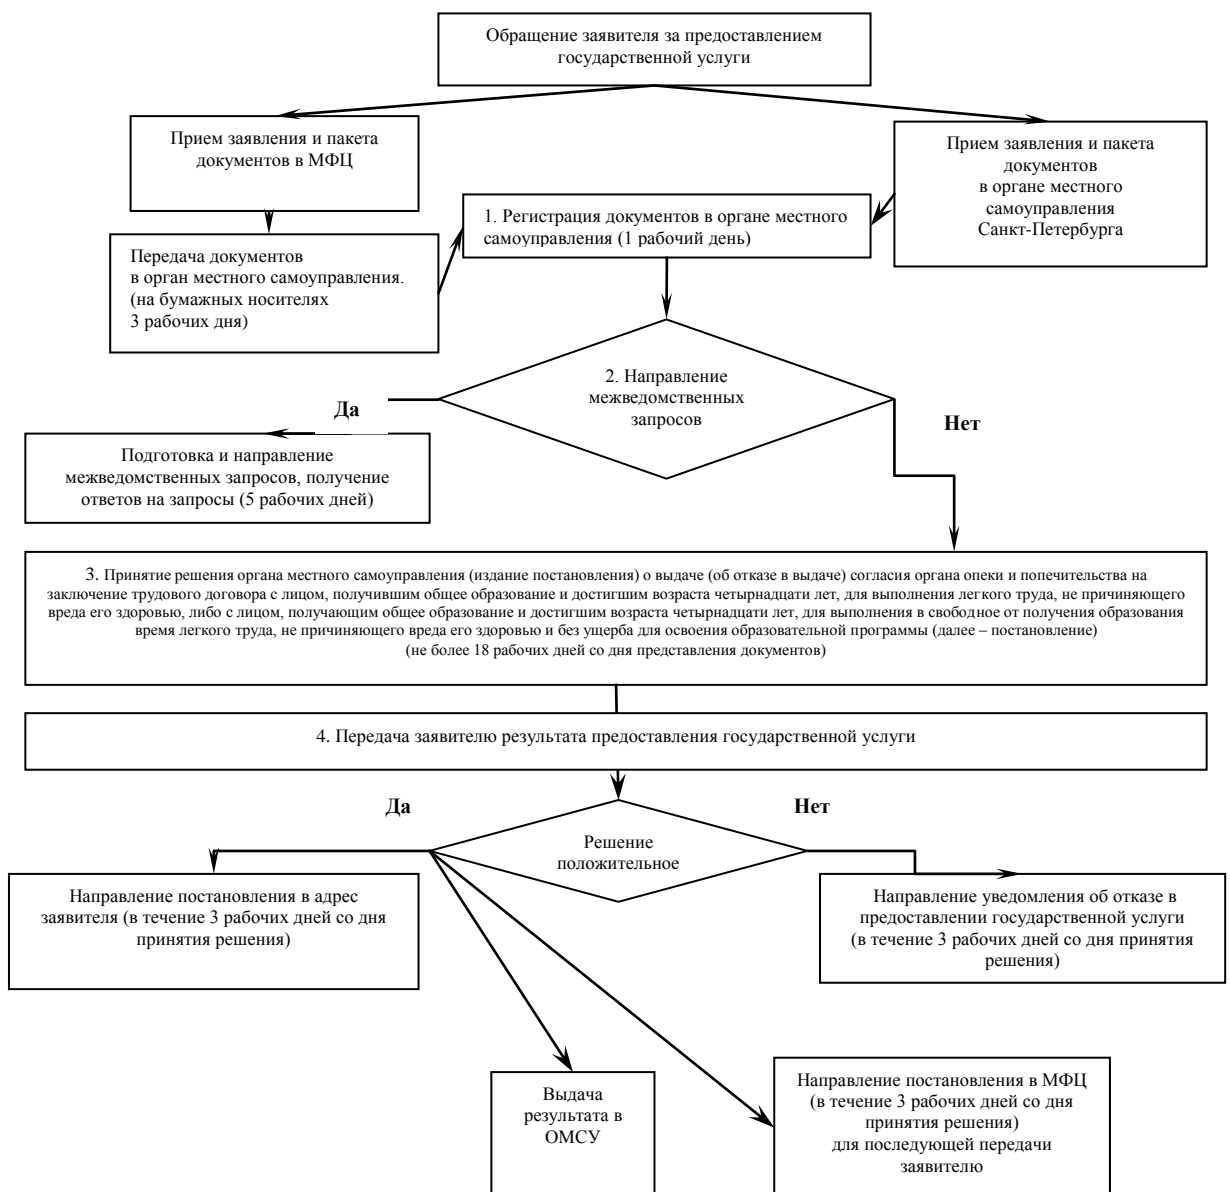 Обращение заявителя за предоставлением
государственной услуги
Прием заявления и пакета
документов в МФЦ
Прием заявления и пакета
документов
в органе местного
самоуправления
Санкт-Петербурга
1. Регистрация документов в органе местного
самоуправления (1 рабочий день)
Передача документов
в орган местного самоуправления.
(на бумажных носителях
3 рабочих дня)
2. Направление
межведомственных
запросов
Да
Нет
Подготовка и направление
межведомственных запросов, получение
ответов на запросы (5 рабочих дней)
3. Принятие решения органа местного самоуправления (издание постановления) о выдаче (об отказе в выдаче) согласия органа опеки и попечительства на
заключение трудового договора с лицом, получившим общее образование и достигшим возраста четырнадцати лет, для выполнения легкого труда, не причиняющего
вреда его здоровью, либо с лицом, получающим общее образование и достигшим возраста четырнадцати лет, для выполнения в свободное от получения образования
время легкого труда, не причиняющего вреда его здоровью и без ущерба для освоения образовательной программы (далее – постановление)
(не более 18 рабочих дней со дня представления документов)
4. Передача заявителю результата предоставления государственной услуги
Да
Нет
Решение
положительное
Направление постановления в адрес
заявителя (в течение 3 рабочих дней со дня
принятия решения)
Направление уведомления об отказе в
предоставлении государственной услуги
(в течение 3 рабочих дней со дня принятия
решения)
Выдача
результата в
ОМСУ
Направление постановления в МФЦ
(в течение 3 рабочих дней со дня
принятия решения)
для последующей передачи
заявителю